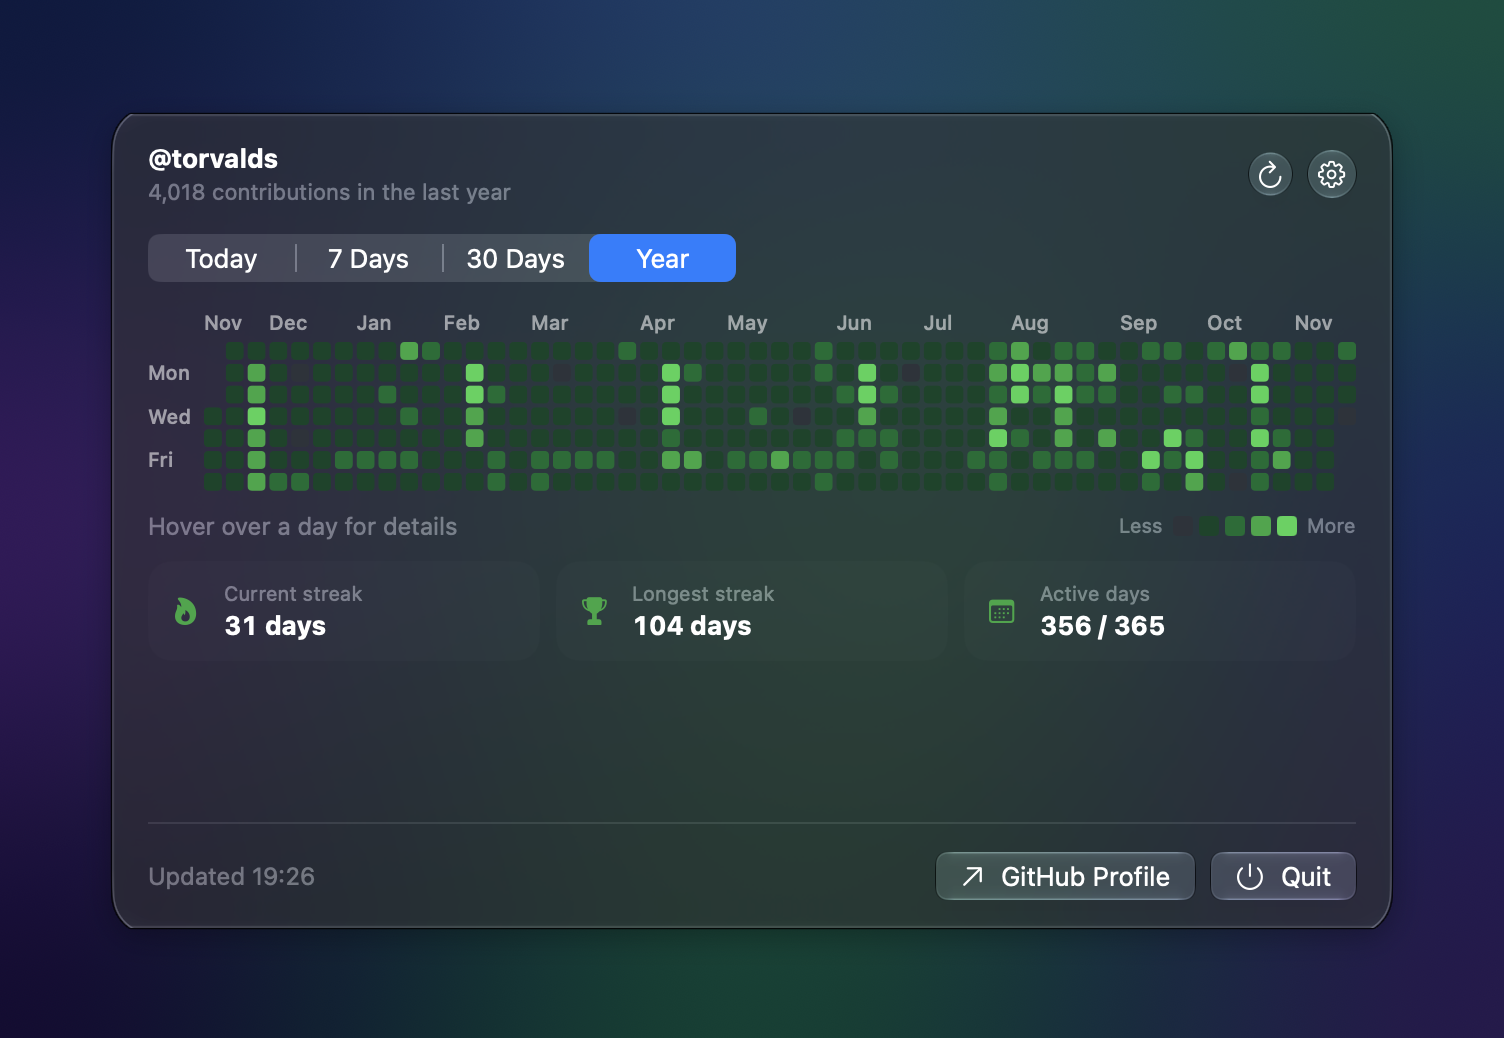 @torvalds
4,018 contributions in the last year
Today 7 Days 30 Days Year
Nov Dec Jan Feb Mar Apr May Jun Jul Aug Sep Oct Nov
Mon
Wed
Fri
Hover over a day for details
Less More
Current streak
31 days
Longest streak
104 days
Active days
356 / 365
Updated 19:26
GitHub Profile
Quit